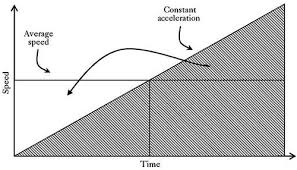 Constant
acceleration
Average
speed
Speed
Time